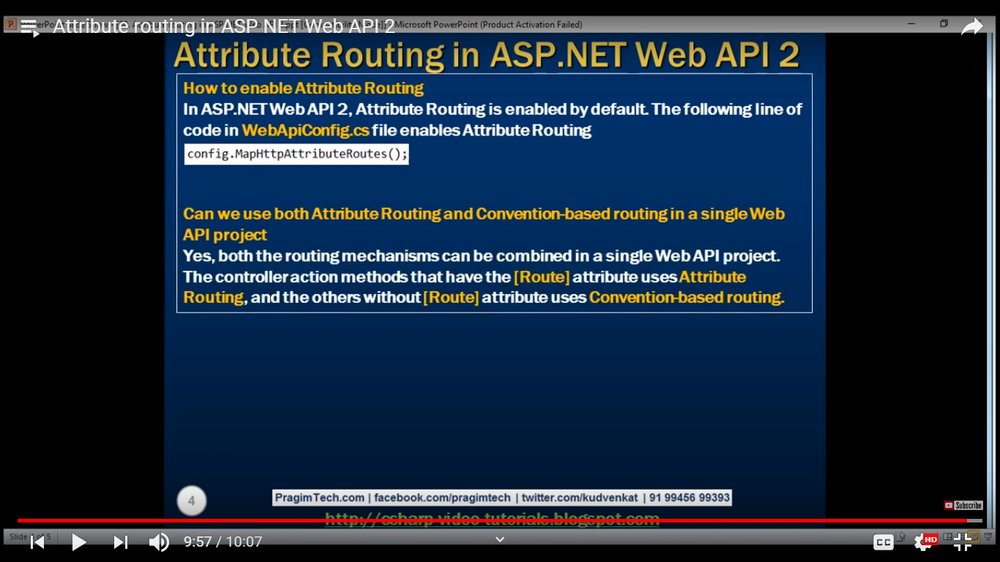 Attribute routing in ASP NET Web API 2
Microsoft PowerPoint (Product Activation Failed)
Attribute Routing in ASP.NET Web API 2
How to enable Attribute Routing
In ASP.NET Web API 2, Attribute Routing is enabled by default. The following line of
code in WebApiConfig.cs file enables Attribute Routing
config.MapHttpAttributeRoutes();
Can we use both Attribute Routing and Convention-based routing in a single Web
API project
Yes, both the routing mechanisms can be combined in a single Web API project.
The controller action methods that have the [Route] attribute uses Attribute
Routing, and the others without [Route] attribute uses Convention-based routing.
4
PragimTech.com | facebook.com/pragimtech | twitter.com/kudvenkat | 91 99456 99393
http://csharp-video-tutorials.blogspot.com
Subscribe
Slide 4 of 5
9:57 / 10:07
CC
HD